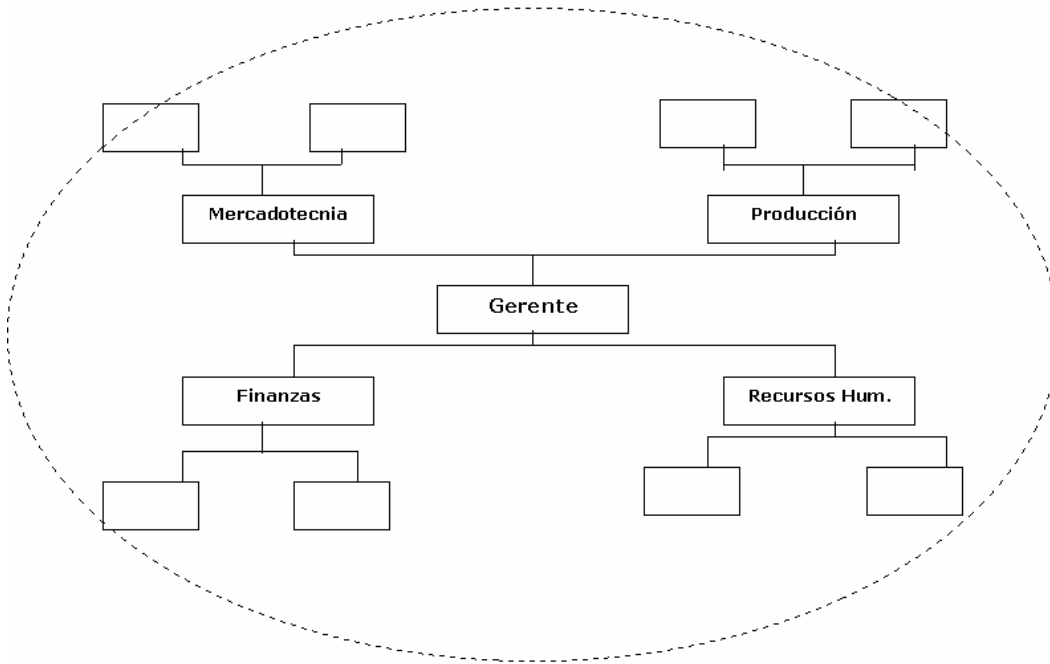 Mercadotecnia
Producción
Gerente
Finanzas
Recursos Hum.